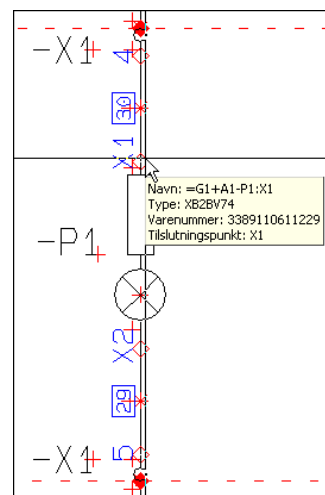 -X1
4
30
X1
Navn: =G1+A1-P1:X1
Type: XB2BV74
Varenummer: 3389110611229
Tilslutningspunkt: X1
-P1
X2
29
5
-X1